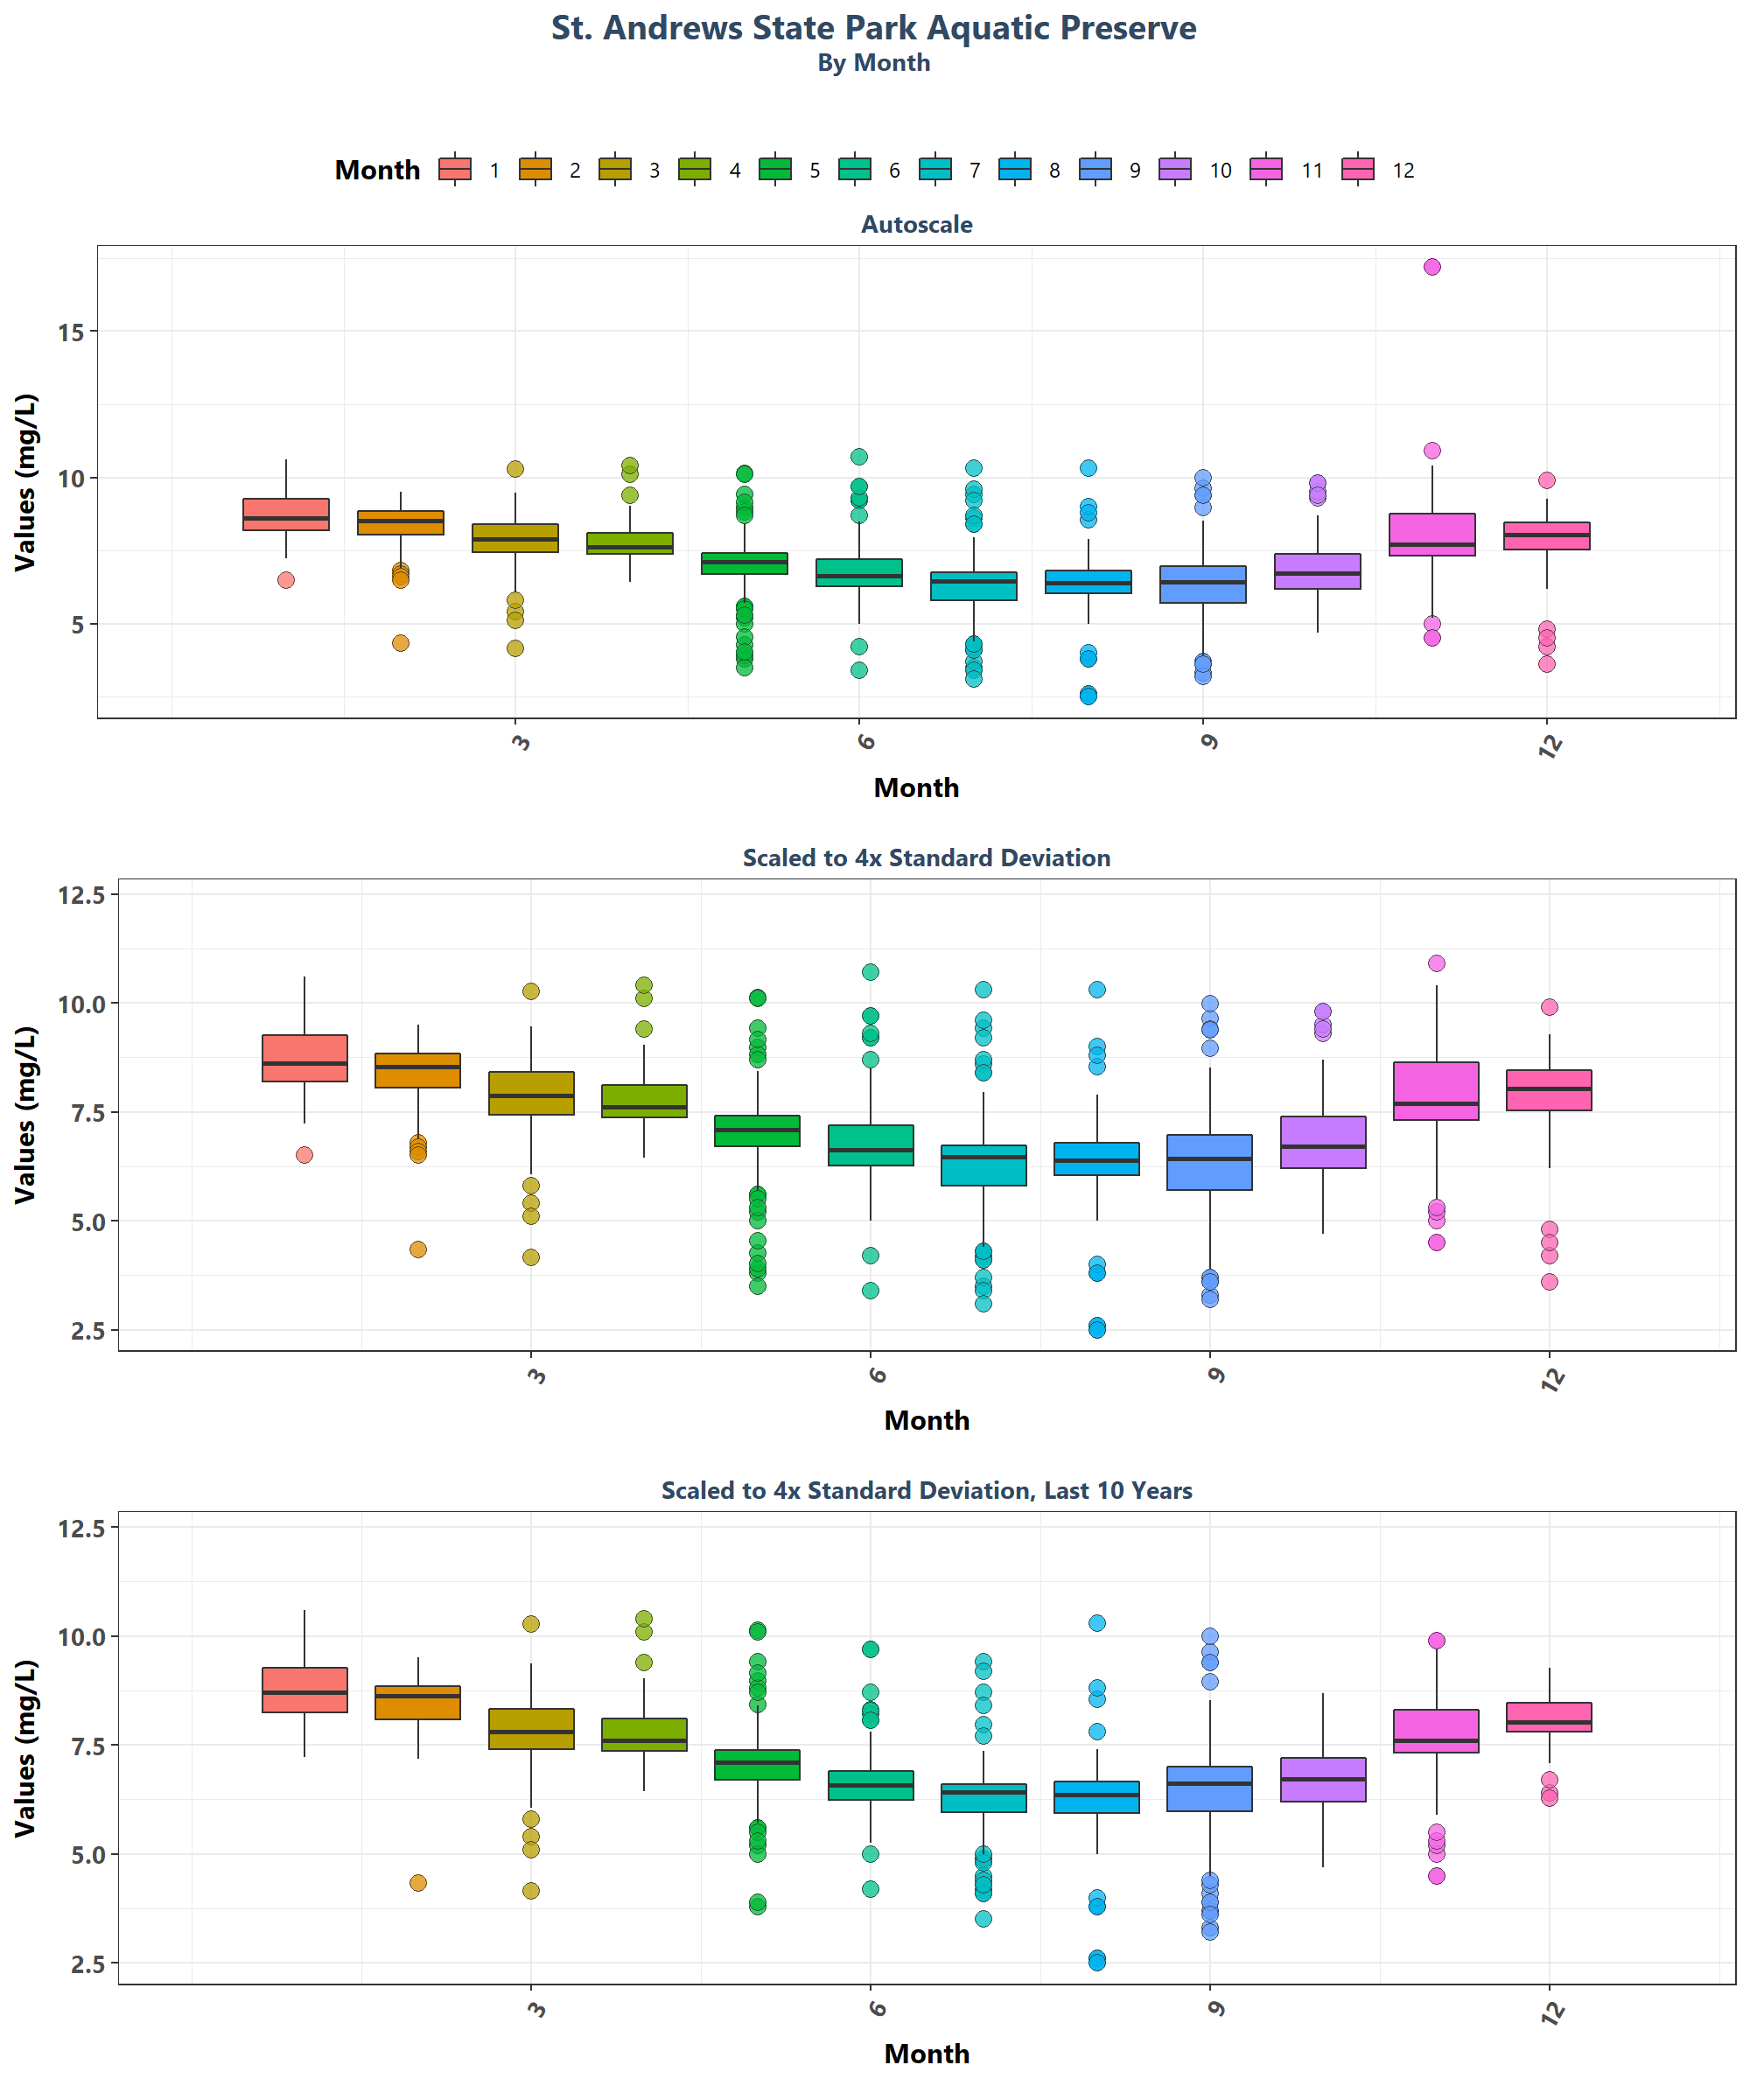 St. Andrews State Park Aquatic Preserve
By Month
Month 1 2 3 4 5 6 7 8 9 10 11 12
Autoscale
Values (mg/L)
15
10
5
3 6 9 12
Month
Scaled to 4x Standard Deviation
Values (mg/L)
12.5
10.0
7.5
5.0
2.5
3 6 9 12
Month
Scaled to 4x Standard Deviation, Last 10 Years
Values (mg/L)
12.5
10.0
7.5
5.0
2.5
3 6 9 12
Month